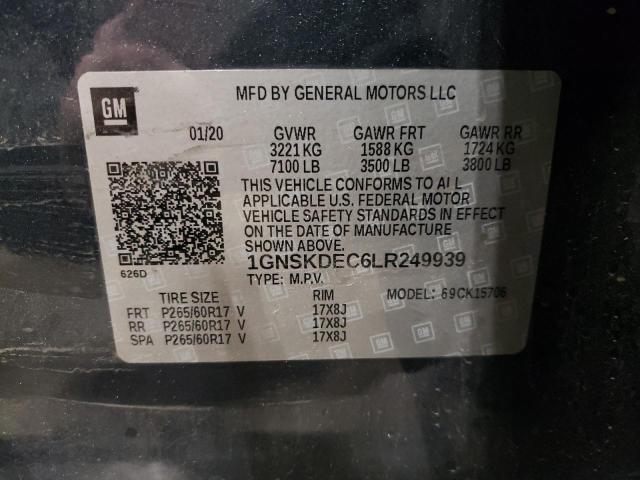 GM
MFD BY GENERAL MOTORS LLC
01/20 GVWR GAWR FRT GAWR RR
3221 KG 1588 KG 1724 KG
7100 LB 3500 LB 3800 LB
THIS VEHICLE CONFORMS TO ALL
APPLICABLE U.S. FEDERAL MOTOR
VEHICLE SAFETY STANDARDS IN EFFECT
ON THE DATE OF MANUFACTURE
SHOWN ABOVE.
626D
1GNSKDEC6LR249939
TYPE: M.P.V. MODEL: 69CK15706
TIRE SIZE RIM
FRT P265/60R17 V 17X8J
RR P265/60R17 V 17X8J
SPA P265/60R17 V 17X8J